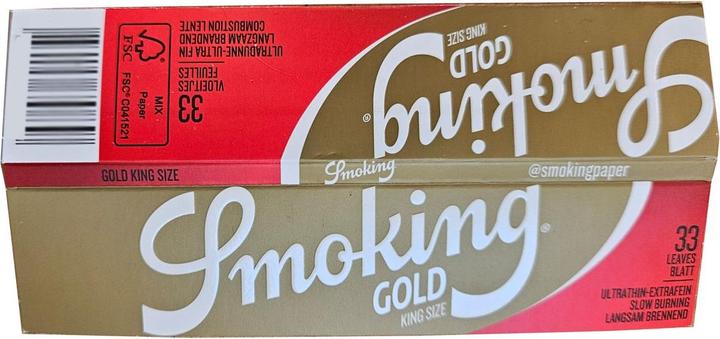 FSC
MIX
Paper
FSC® C041521
33
VLOEITJES
FEUILLES
ULTRADUNNE-ULTRA FIN
LANGZAAM BRANDEND
COMBUSTION LENTE
Smoking®
GOLD
KING SIZE
GOLD KING SIZE
Smoking
@smokingpaper
Smoking®
GOLD
KING SIZE
33
LEAVES
BLATT
ULTRATHIN-EXTRAFEIN
SLOW BURNING
LANGSAM BRENNEND